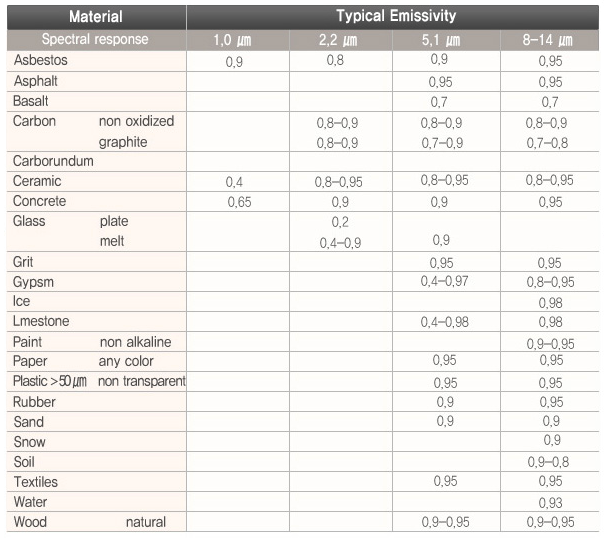 Material Typical Emissivity
Spectral response 1,0 ㎛ 2,2 ㎛ 5,1 ㎛ 8-14 ㎛
Asbestos 0,9 0,8 0,9 0,95
Asphalt 0,95 0,95
Basalt 0,7 0,7
Carbon non oxidized 0,8-0,9 0,8-0,9 0,8-0,9
graphite 0,8-0,9 0,7-0,9 0,7-0,8
Carborundum
Ceramic 0,4 0,8-0,95 0,8-0,95 0,8-0,95
Concrete 0,65 0,9 0,9 0,95
Glass plate 0,2
melt 0,4-0,9 0,9
Grit 0,95 0,95
Gypsm 0,4-0,97 0,8-0,95
Ice 0,98
Lmestone 0,4-0,98 0,98
Paint non alkaline 0,9-0,95
Paper any color 0,95 0,95
Plastic >50㎛ non transparent 0,95 0,95
Rubber 0,9 0,95
Sand 0,9 0,9
Snow 0,9
Soil 0,9-0,8
Textiles 0,95 0,95
Water 0,93
Wood natural 0,9-0,95 0,9-0,95